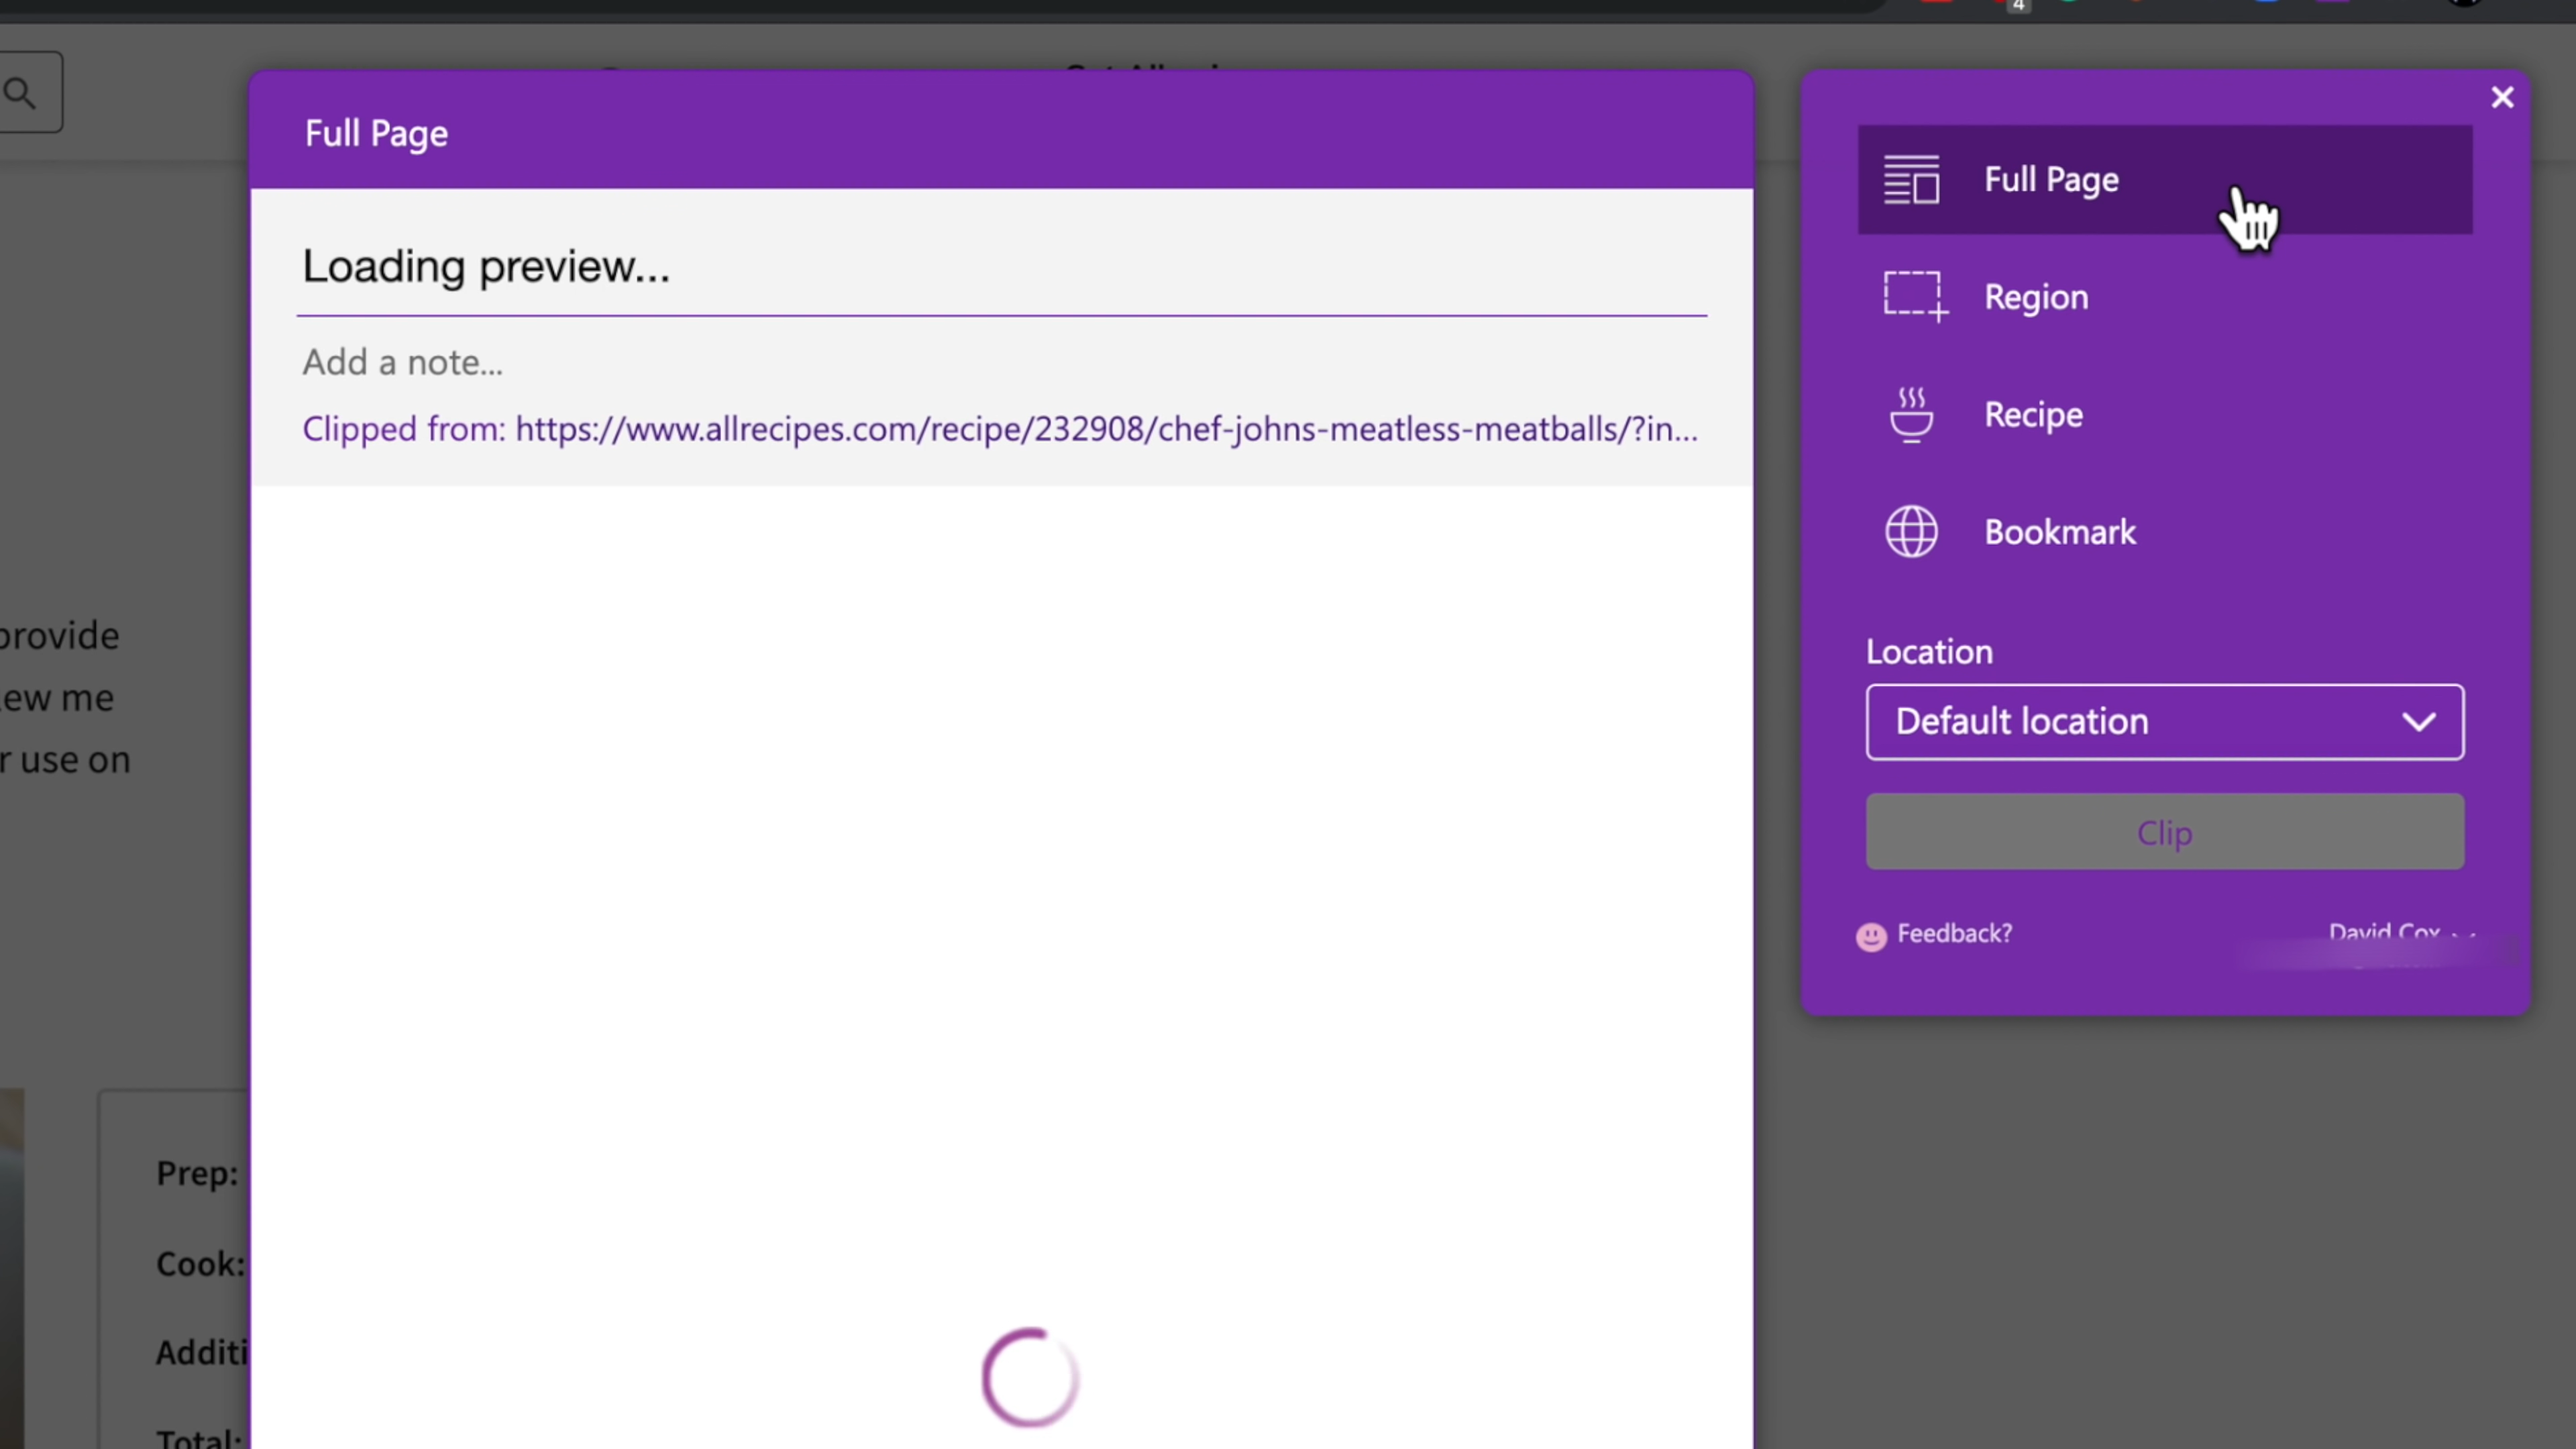 4
Full Page
Loading preview...
Add a note...
Clipped from: https://www.allrecipes.com/recipe/232908/chef-johns-meatless-meatballs/?in...
Full Page
Region
Recipe
Bookmark
Location
Default location
Clip
Feedback?
David Cox
provide
ew me
r use on
Prep:
Cook:
Additi
Total: